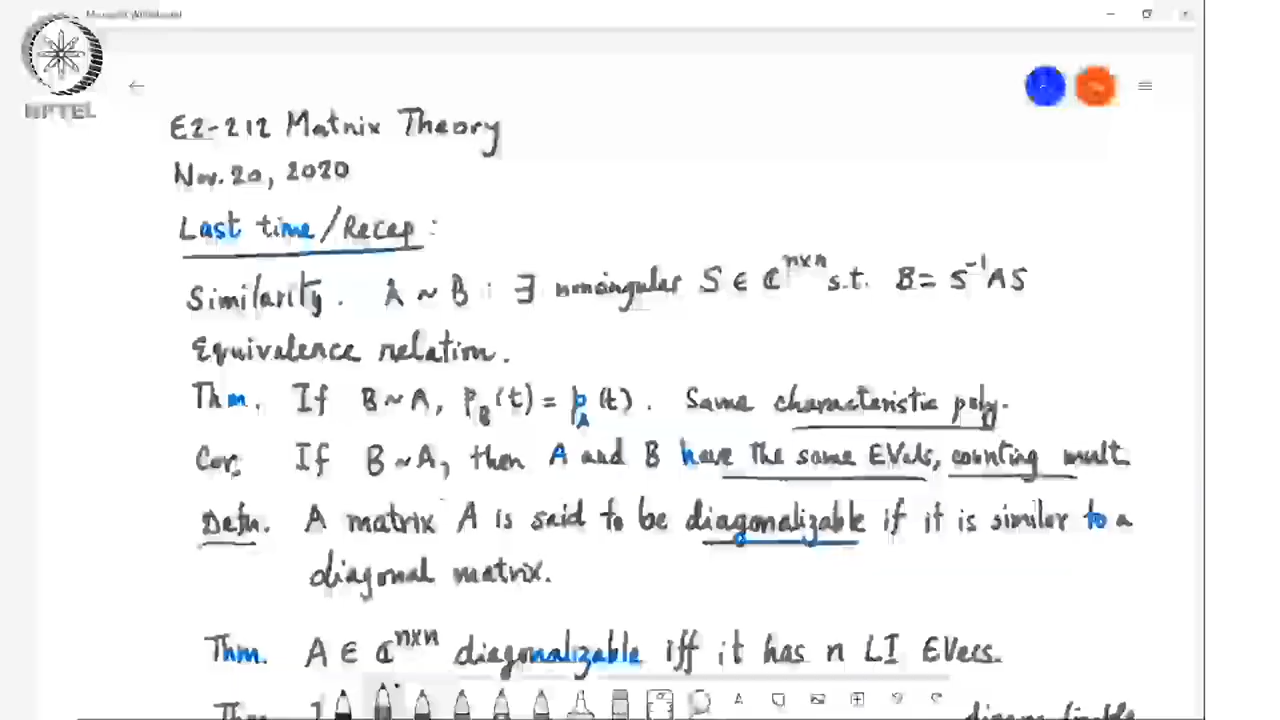 NPTEL
E2-212 Matrix Theory
Nov. 20, 2020
Last time/Recap:
Similarity. A ~ B : ∃ nonsingular S ∈ ℂⁿˣⁿ s.t. B = S⁻¹AS
Equivalence relation.
Thm. If B ~ A, p_B(t) = p_A(t). Same characteristic poly.
Cor: If B ~ A, then A and B have the same EVals, counting mult.
Defn. A matrix A is said to be diagonalizable if it is similar to a
diagonal matrix.
Thm. A ∈ ℂⁿˣⁿ diagonalizable iff it has n LI EVecs.